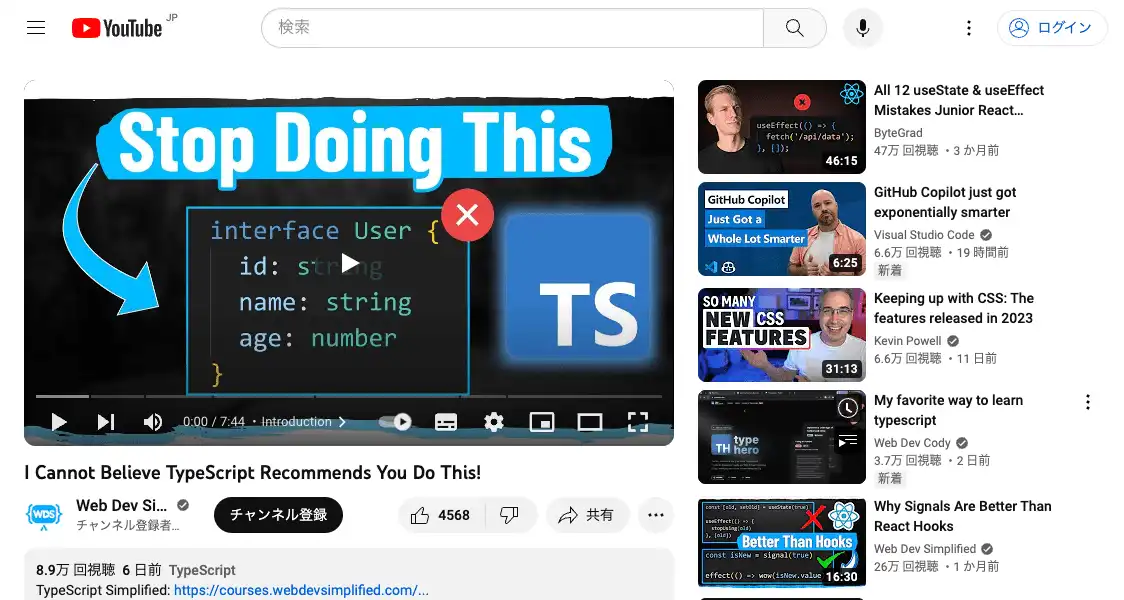 YouTube JP
検索
ログイン
Stop Doing This
interface User {
id: string
name: string
age: number
}
TS
0:00 / 7:44 • Introduction
I Cannot Believe TypeScript Recommends You Do This!
WDS
Web Dev Si...
チャンネル登録者...
チャンネル登録
4568
共有
8.9万 回視聴 6 日前 TypeScript
TypeScript Simplified: https://courses.webdevsimplified.com/...
useEffect(() => {
fetch('/api/data');
}, []);
46:15
All 12 useState & useEffect
Mistakes Junior React...
ByteGrad
47万 回視聴 • 3 か月前
GitHub Copilot
Just Got a
Whole Lot Smarter
6:25
GitHub Copilot just got
exponentially smarter
Visual Studio Code
6.6万 回視聴 • 19 時間前
新着
SO MANY
NEW CSS
FEATURES
31:13
Keeping up with CSS: The
features released in 2023
Kevin Powell
6.6万 回視聴 • 11 日前
TH type
hero
My favorite way to learn
typescript
Web Dev Cody
3.7万 回視聴 • 2 日前
新着
const [old, setOld] = useState(true)
useEffect(() => {
stopUsing(old)
}, [old])
Better Than Hooks
const isNew = signal(true)
effect(() => wow(isNew.value
16:30
Why Signals Are Better Than
React Hooks
Web Dev Simplified
26万 回視聴 • 1 か月前